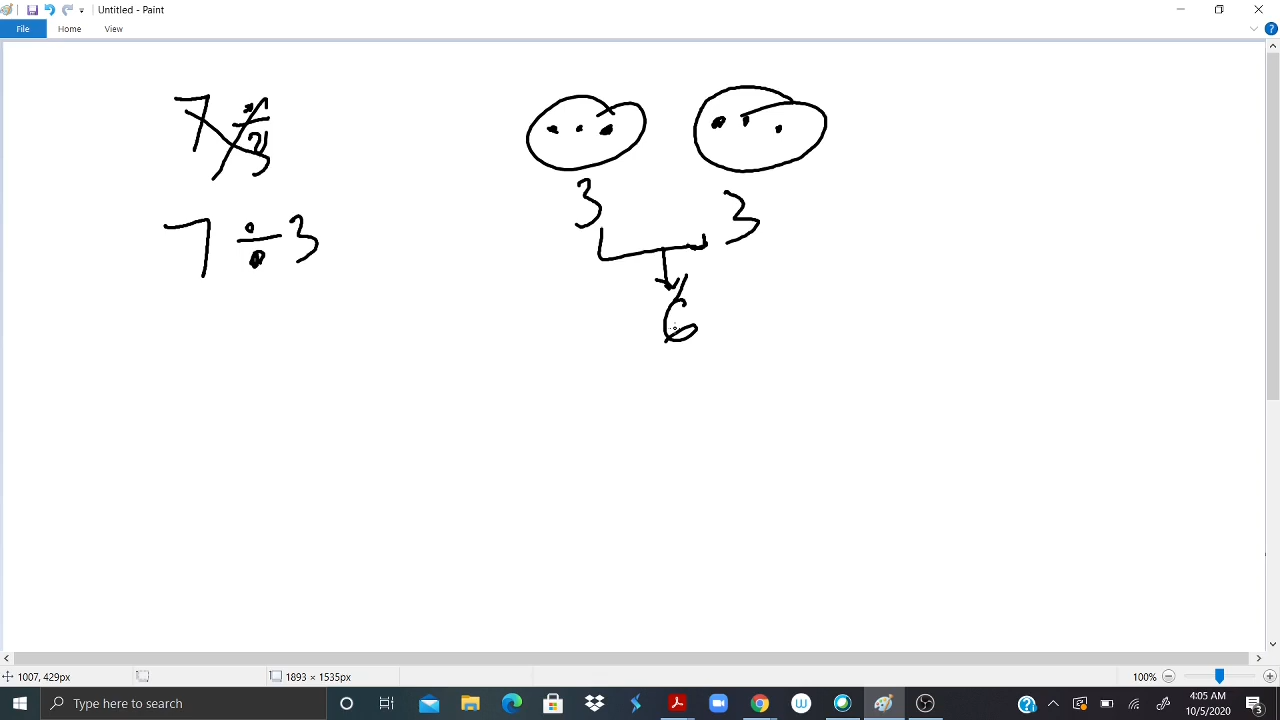 Untitled - Paint
File Home View
7 ÷ 3
3 3
6
1007, 429px
1893 × 1535px
100%
Type here to search
4:05 AM
10/5/2020